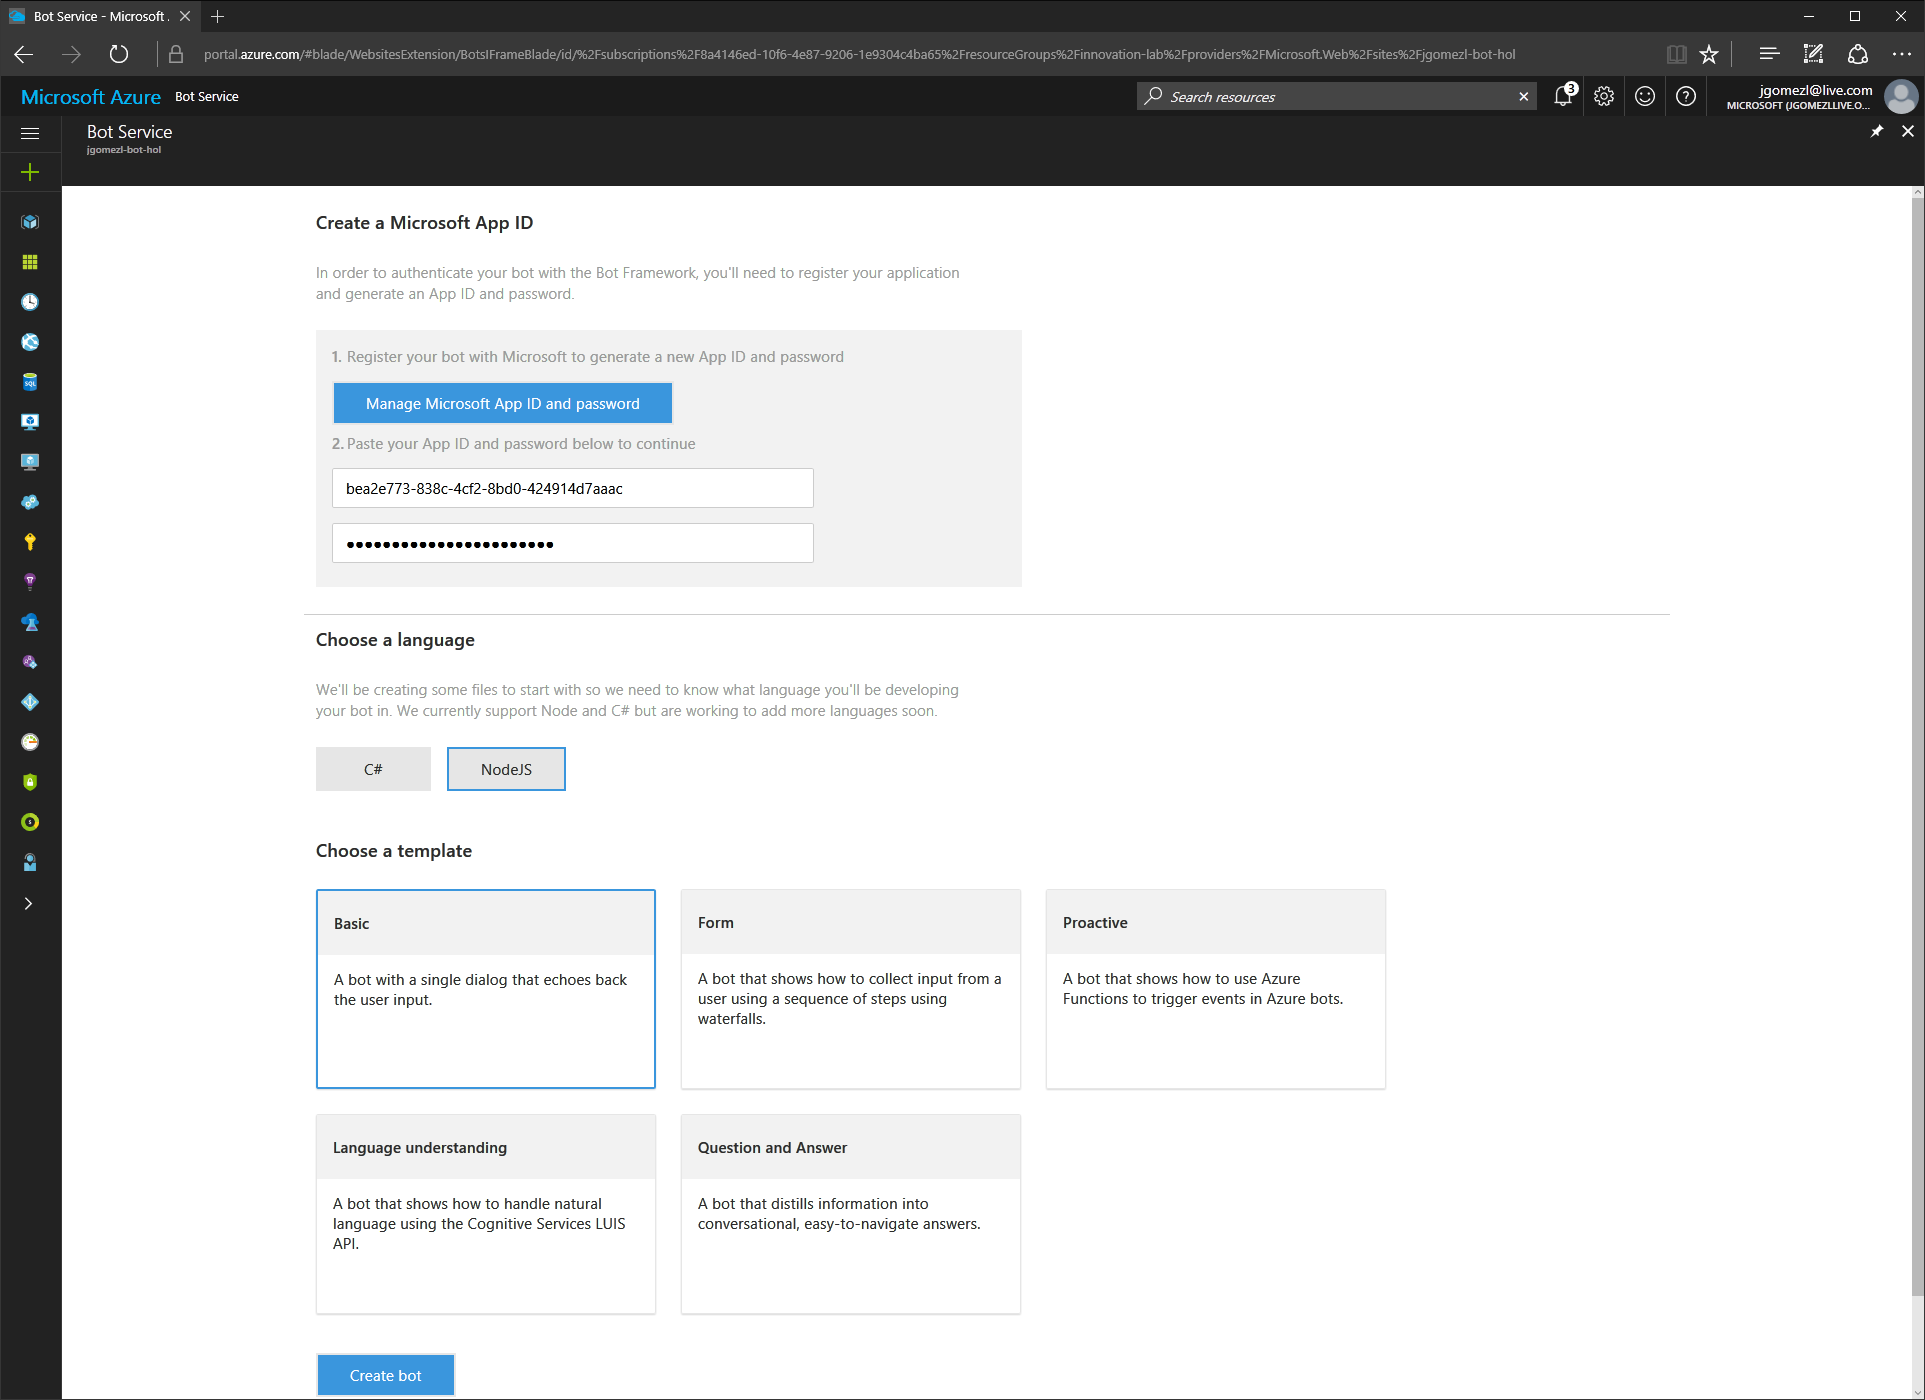 Bot Service - Microsoft .
portal.azure.com/#blade/WebsitesExtension/BotsIFrameBlade/id/%2Fsubscriptions%2F8a4146ed-10f6-4e87-9206-1e9304c4ba65%2FresourceGroups%2Finnovation-lab%2Fproviders%2FMicrosoft.Web%2Fsites%2Fjgomezl-bot-hol
Microsoft Azure Bot Service
Search resources
3
jgomezl@live.com
MICROSOFT (JGOMEZLLIVE.O...
Bot Service
jgomezl-bot-hol
Create a Microsoft App ID
In order to authenticate your bot with the Bot Framework, you'll need to register your application
and generate an App ID and password.
1. Register your bot with Microsoft to generate a new App ID and password
Manage Microsoft App ID and password
2. Paste your App ID and password below to continue
bea2e773-838c-4cf2-8bd0-424914d7aaac
●●●●●●●●●●●●●●●●●●●●●●●
Choose a language
We'll be creating some files to start with so we need to know what language you'll be developing
your bot in. We currently support Node and C# but are working to add more languages soon.
C#
NodeJS
Choose a template
Basic
A bot with a single dialog that echoes back
the user input.
Form
A bot that shows how to collect input from a
user using a sequence of steps using
waterfalls.
Proactive
A bot that shows how to use Azure
Functions to trigger events in Azure bots.
Language understanding
A bot that shows how to handle natural
language using the Cognitive Services LUIS
API.
Question and Answer
A bot that distills information into
conversational, easy-to-navigate answers.
Create bot